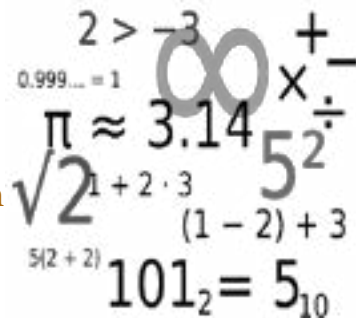 2 > −3
∞
+ −
× ÷
0.999... = 1
π ≈ 3.14
5²
√2
1 + 2 · 3
(1 − 2) + 3
5(2 + 2)
101₂ = 5₁₀